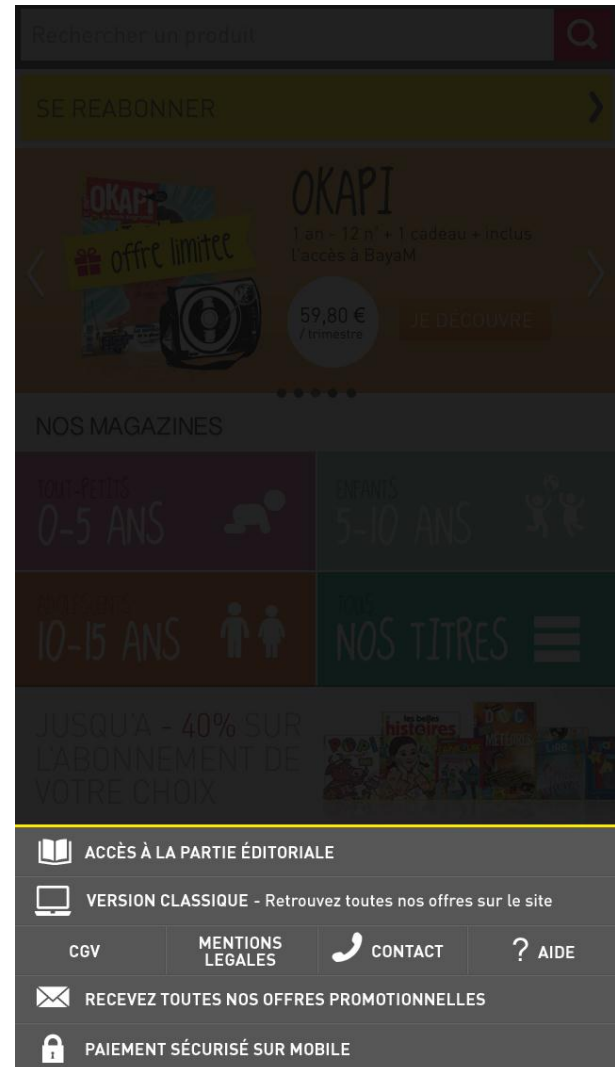 Rechercher un produit
SE REABONNER
OKAPI
offre limitee
OKAPI
1 an - 12 n° + 1 cadeau + inclus
l'accès à BayaM
59,80 €
/ trimestre
JE DECOUVRE
NOS MAGAZINES
TOUT-PETITS
0-5 ANS
ENFANTS
5-10 ANS
10-15 ANS
TOUS
NOS TITRES
JUSQU'A - 40% SUR
L'ABONNEMENT DE
VOTRE CHOIX
les belles
histoires
ACCÈS À LA PARTIE ÉDITORIALE
VERSION CLASSIQUE - Retrouvez toutes nos offres sur le site
CGV
MENTIONS
LEGALES
CONTACT
? AIDE
RECEVEZ TOUTES NOS OFFRES PROMOTIONNELLES
PAIEMENT SÉCURISÉ SUR MOBILE